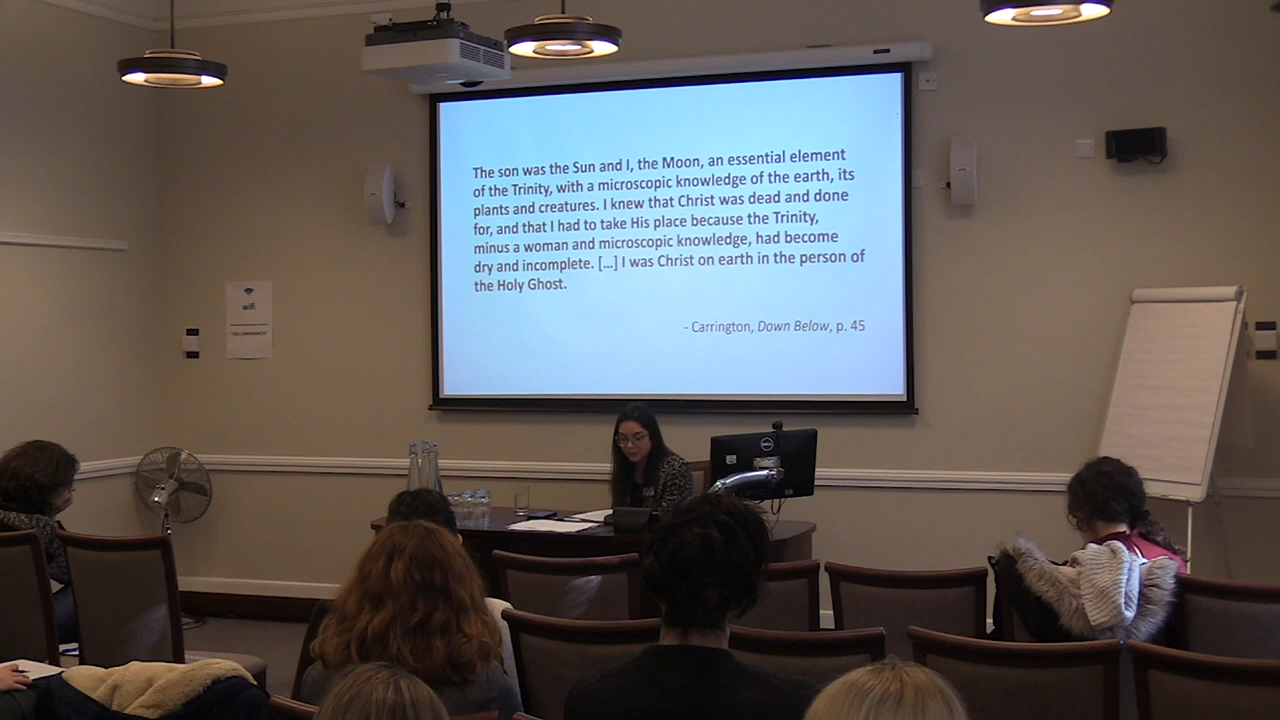 The son was the Sun and I, the Moon, an essential element
of the Trinity, with a microscopic knowledge of the earth, its
plants and creatures. I knew that Christ was dead and done
for, and that I had to take His place because the Trinity,
minus a woman and microscopic knowledge, had become
dry and incomplete. [...] I was Christ on earth in the person of
the Holy Ghost.
- Carrington, Down Below, p. 45
wifi
DELL